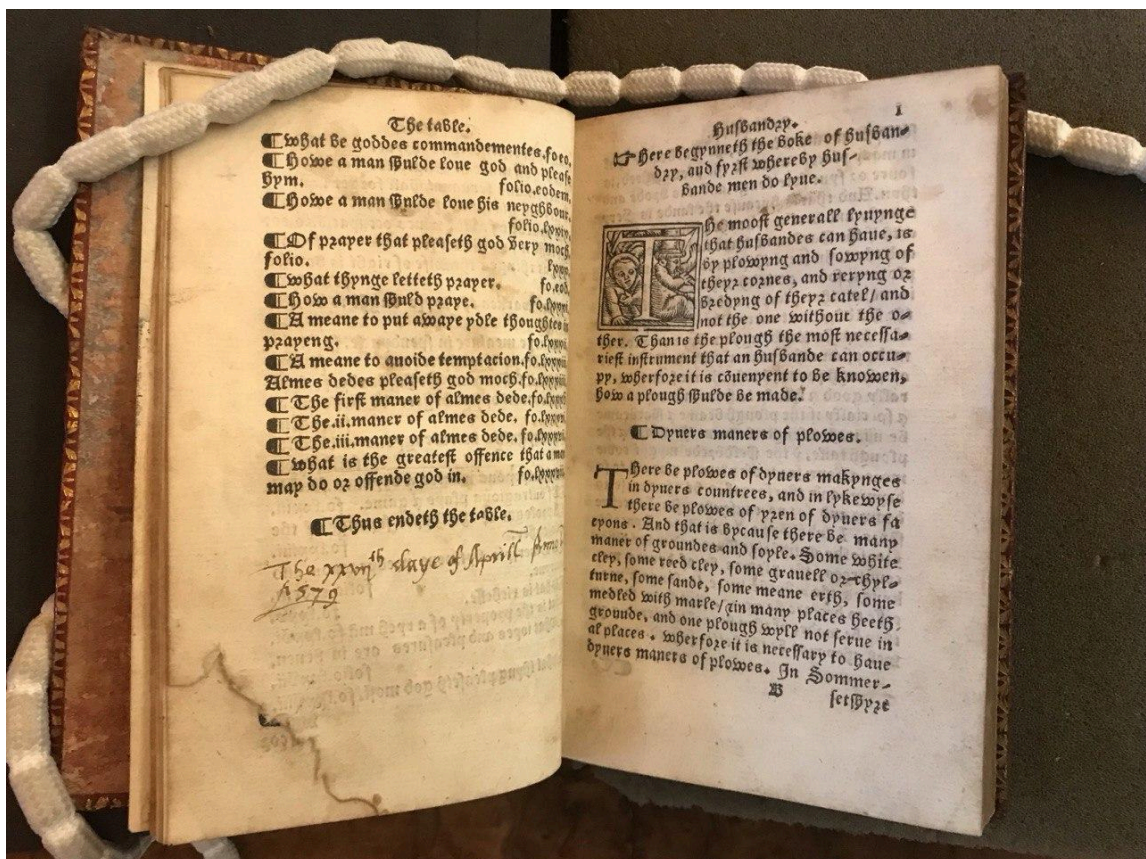 The table.
¶What be goddes commandementes.fo.eo.
¶Howe a man shulde loue god and please
hym. folio.eodem.
¶Howe a man shulde loue his neyghbour.
folio.
¶Of prayer that pleaseth god very moch.
folio.
¶What thynge letteth prayer. fo.eod.
¶How a man shuld praye.
¶A meane to put awaye ydle thoughtes in
prayeng.
¶A meane to auoide temptacion.
Almes dedes pleaseth god moch.
¶The first maner of almes dede.
¶The.ii.maner of almes dede.
¶The.iii.maner of almes dede.
¶What is the greatest offence that a man
may do or offende god in.
¶Thus endeth the table.
The xxvijth daye of Aprill Anno
1579
Husbandry. 1
☞Here begynneth the boke of husban-
dry, aud fyrst whereby hus-
bande men do lyue.
The moost generall lyuynge
that husbandes can haue, is
by plowyng and sowyng of
theyr cornes, and reryng or
bredyng of theyr catel/ and
not the one without the o-
ther. Than is the plough the most necessa-
riest instrument that an husbande can occu-
py, wherfore it is cōuenyent to be knowen,
how a plough shulde be made.
¶Dyuers maners of plowes.
There be plowes of dyuers makynges
in dyuers countrees, and in lykewyse
there be plowes of yren of dyuers fa
cyons. And that is bycause there be many
maner of groundes and soyle. Some white
cley, some reed cley, some grauell or chyl-
turne, some sande, some meane erth, some
medled with marle/ ⁊ in many places heeth
grounde, and one plough wyll not serue in
al places. wherfore it is necessary to haue
dyuers maners of plowes. In Sommer-
B setshyre